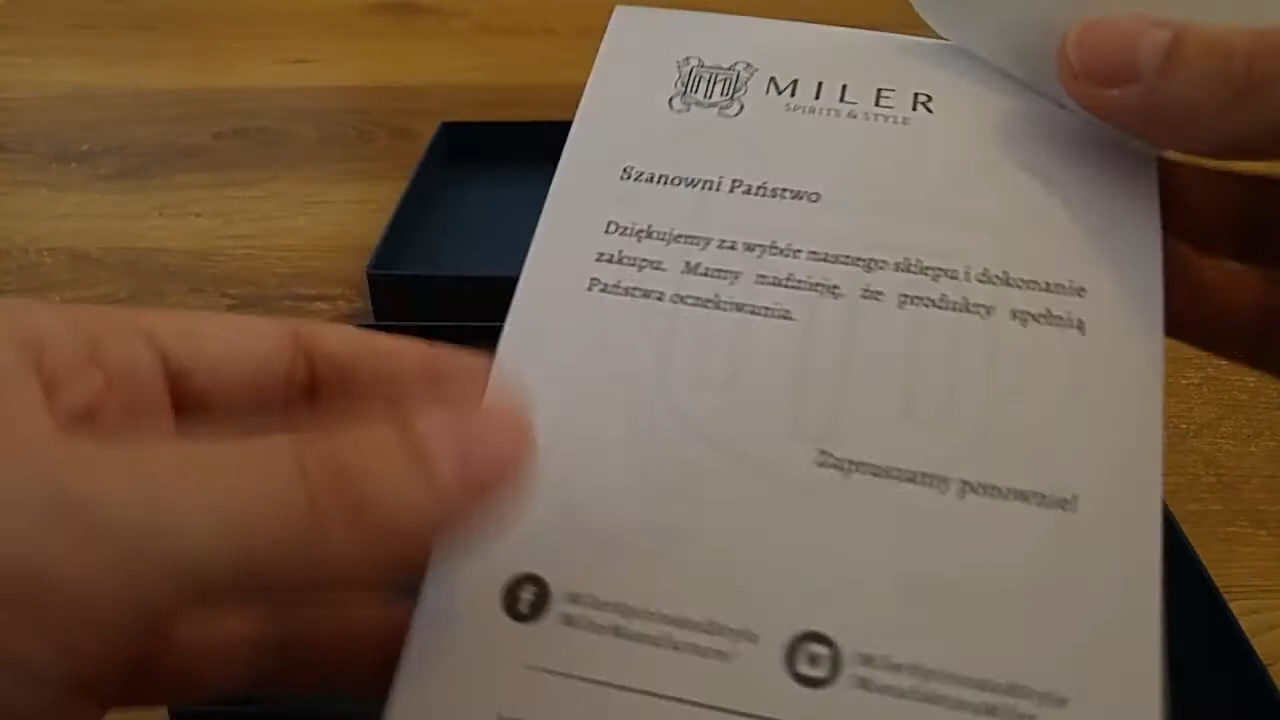 MILER
SPIRITS & STYLE
Szanowni Państwo
Dziękujemy za wybór naszego sklepu i dokonanie
zakupu. Mamy nadzieję, że produkty spełnią
Państwa oczekiwania.
Zapraszamy ponownie!